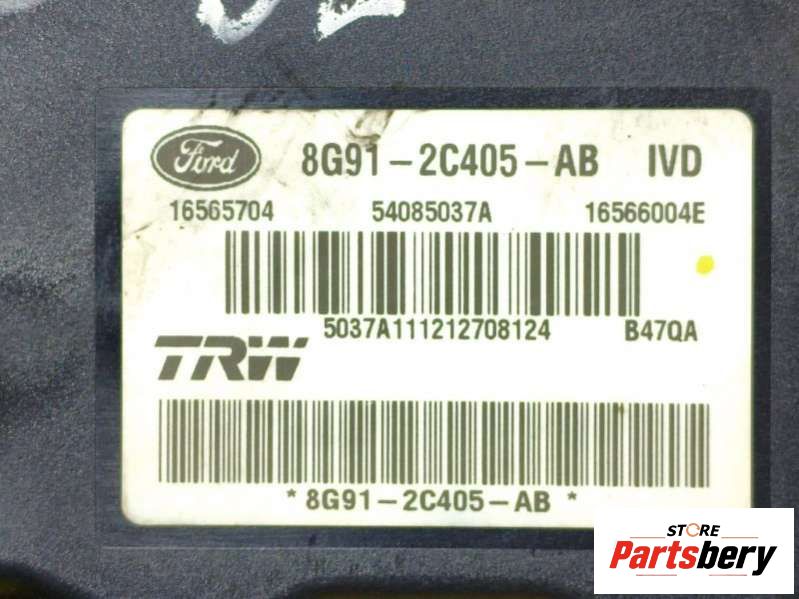 Ford 8G91-2C405-AB IVD
16565704 54085037A 16566004E
5037A111212708124 B47QA
TRW
*8G91-2C405-AB*
STORE
Partsbery